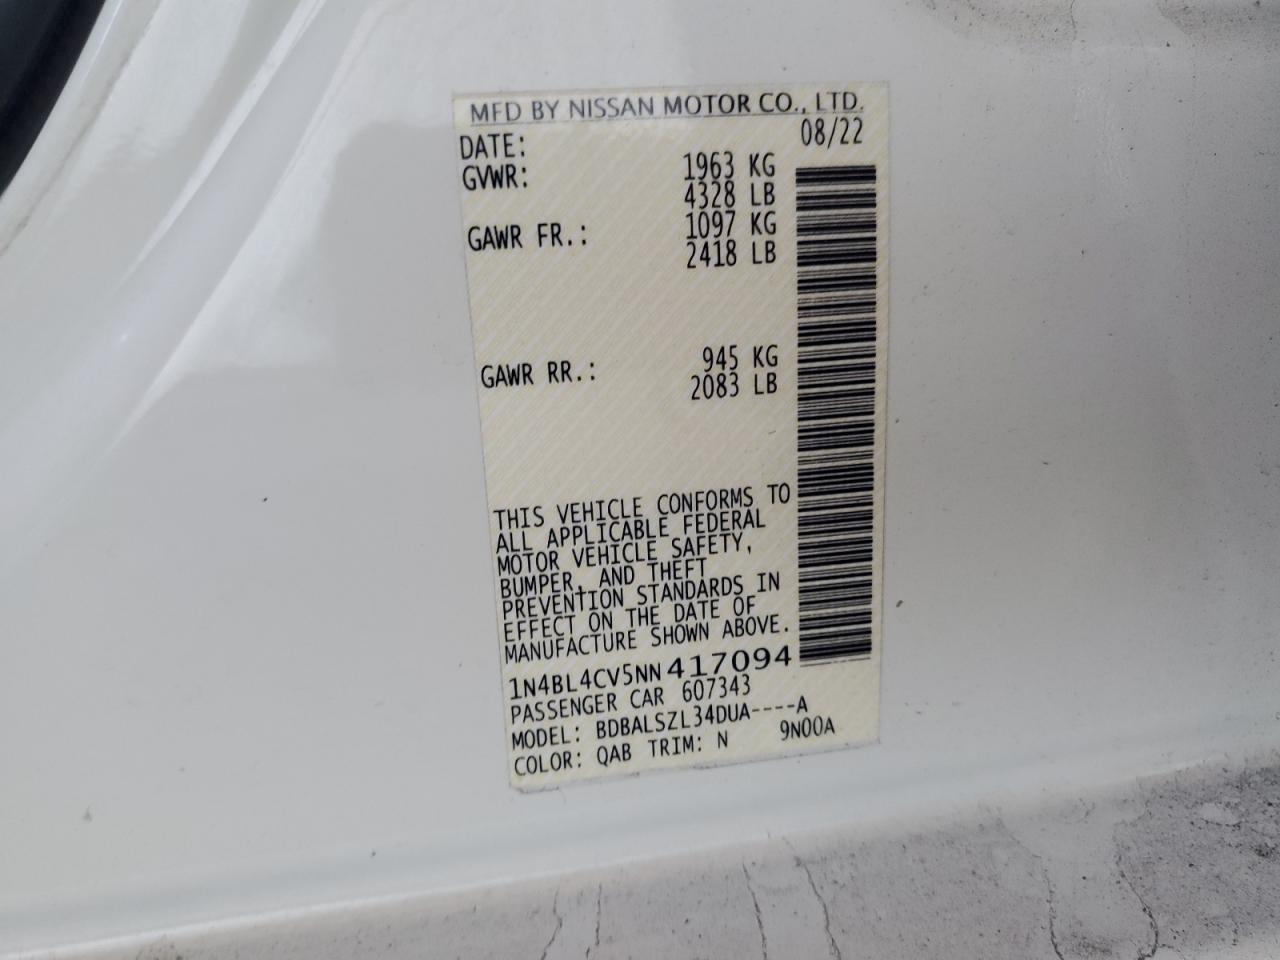 MFD BY NISSAN MOTOR CO., LTD.
DATE: 08/22
GVWR: 1963 KG
4328 LB
GAWR FR.: 1097 KG
2418 LB
GAWR RR.: 945 KG
2083 LB
THIS VEHICLE CONFORMS TO
ALL APPLICABLE FEDERAL
MOTOR VEHICLE SAFETY,
BUMPER, AND THEFT
PREVENTION STANDARDS IN
EFFECT ON THE DATE OF
MANUFACTURE SHOWN ABOVE.
1N4BL4CV5NN417094
PASSENGER CAR 607343
MODEL: BDBALSZL34DUA----A
COLOR: QAB TRIM: N 9N00A